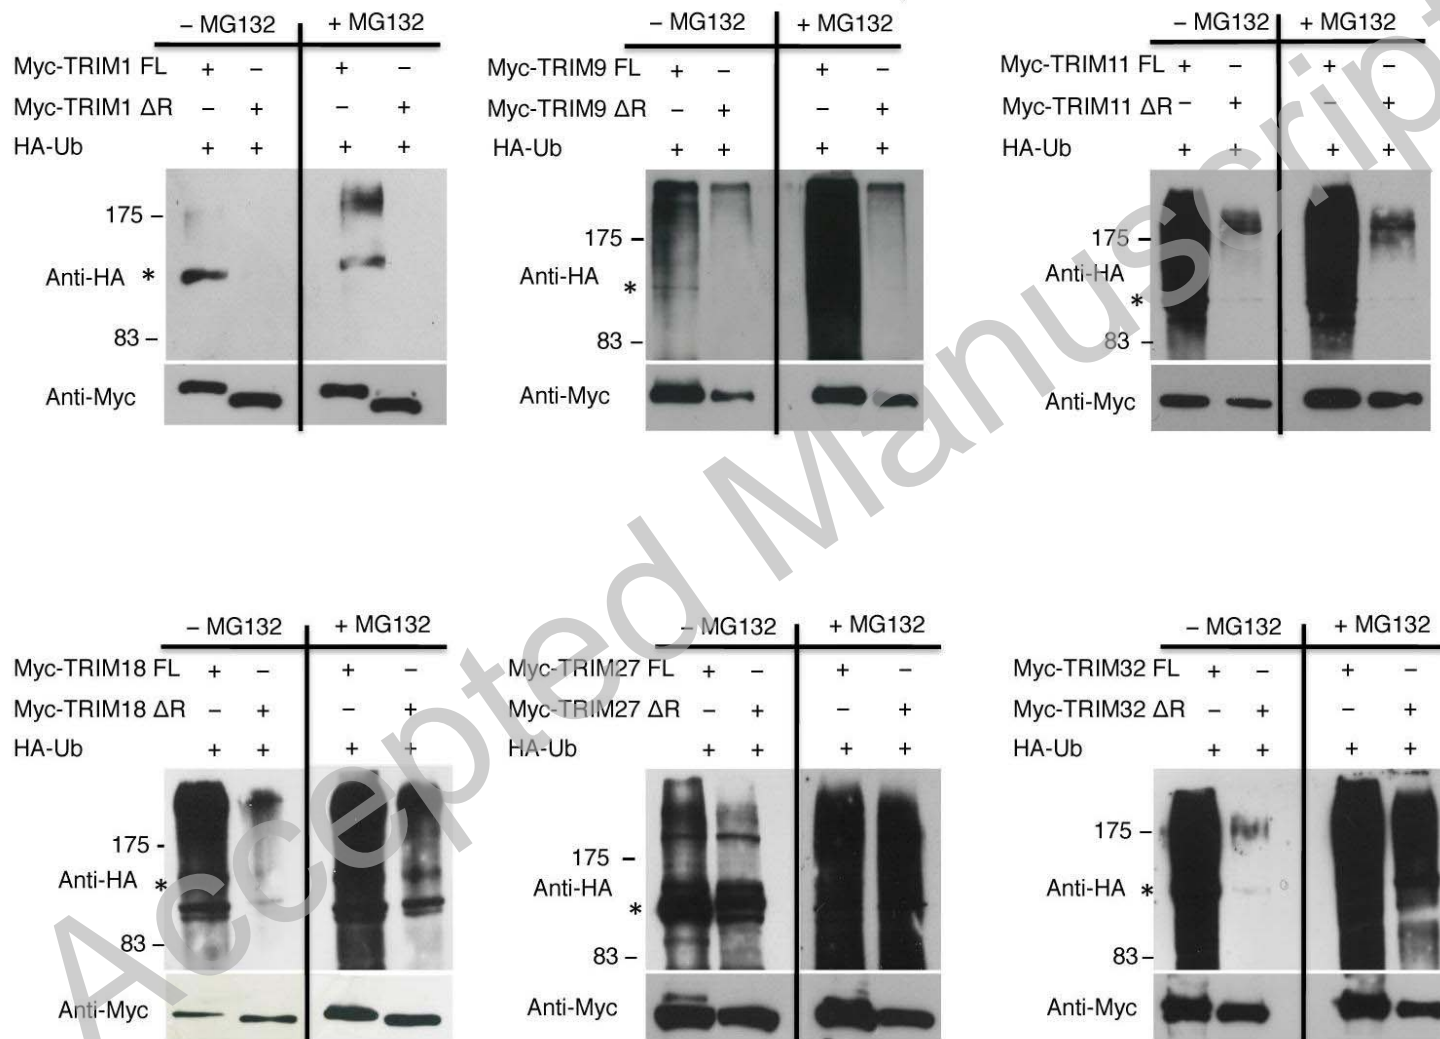 – MG132 + MG132
Myc-TRIM1 FL + – + –
Myc-TRIM1 ΔR – + – +
HA-Ub + + + +
175 –
Anti-HA *
83 –
Anti-Myc
– MG132 + MG132
Myc-TRIM9 FL + – + –
Myc-TRIM9 ΔR – + – +
HA-Ub + + + +
175 –
Anti-HA
*
83 –
Anti-Myc
– MG132 + MG132
Myc-TRIM11 FL + – + –
Myc-TRIM11 ΔR – + – +
HA-Ub + + + +
175 –
Anti-HA
*
83 –
Anti-Myc
– MG132 + MG132
Myc-TRIM18 FL + – + –
Myc-TRIM18 ΔR – + – +
HA-Ub + + + +
175 –
Anti-HA *
83 –
Anti-Myc
– MG132 + MG132
Myc-TRIM27 FL + – + –
Myc-TRIM27 ΔR – + – +
HA-Ub + + + +
175 –
Anti-HA
*
83 –
Anti-Myc
– MG132 + MG132
Myc-TRIM32 FL + – + –
Myc-TRIM32 ΔR – + – +
HA-Ub + + + +
175 –
Anti-HA *
83 –
Anti-Myc
Accepted Manuscript